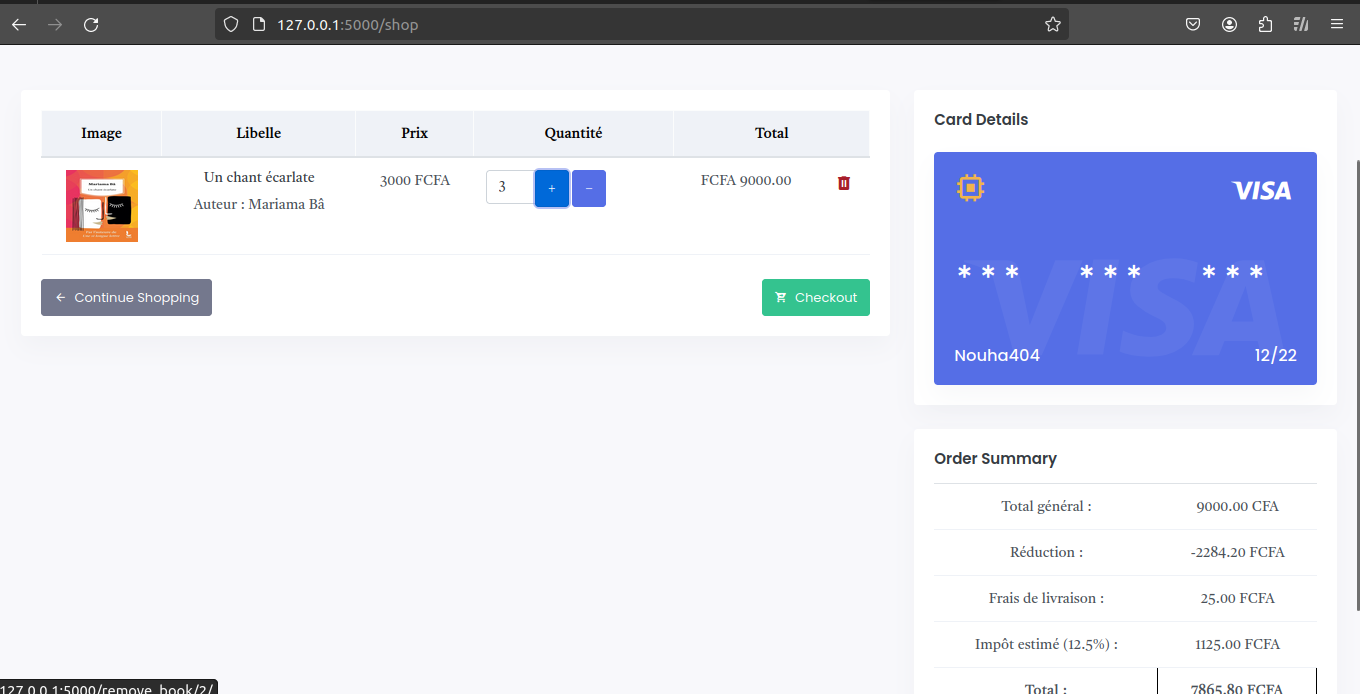 127.0.0.1:5000/shop
Image Libelle Prix Quantité Total
Un chant écarlate
Auteur : Mariama Bâ
3000 FCFA
3 + −
FCFA 9000.00
Mariama Bâ
Un chant écarlate
Continue Shopping
Checkout
Card Details
VISA
VISA
*** *** ***
Nouha404 12/22
Order Summary
Total général : 9000.00 CFA
Réduction : -2284.20 FCFA
Frais de livraison : 25.00 FCFA
Impôt estimé (12.5%) : 1125.00 FCFA
Total : 7865.80 FCFA
127.0.0.1:5000/remove_book/2/